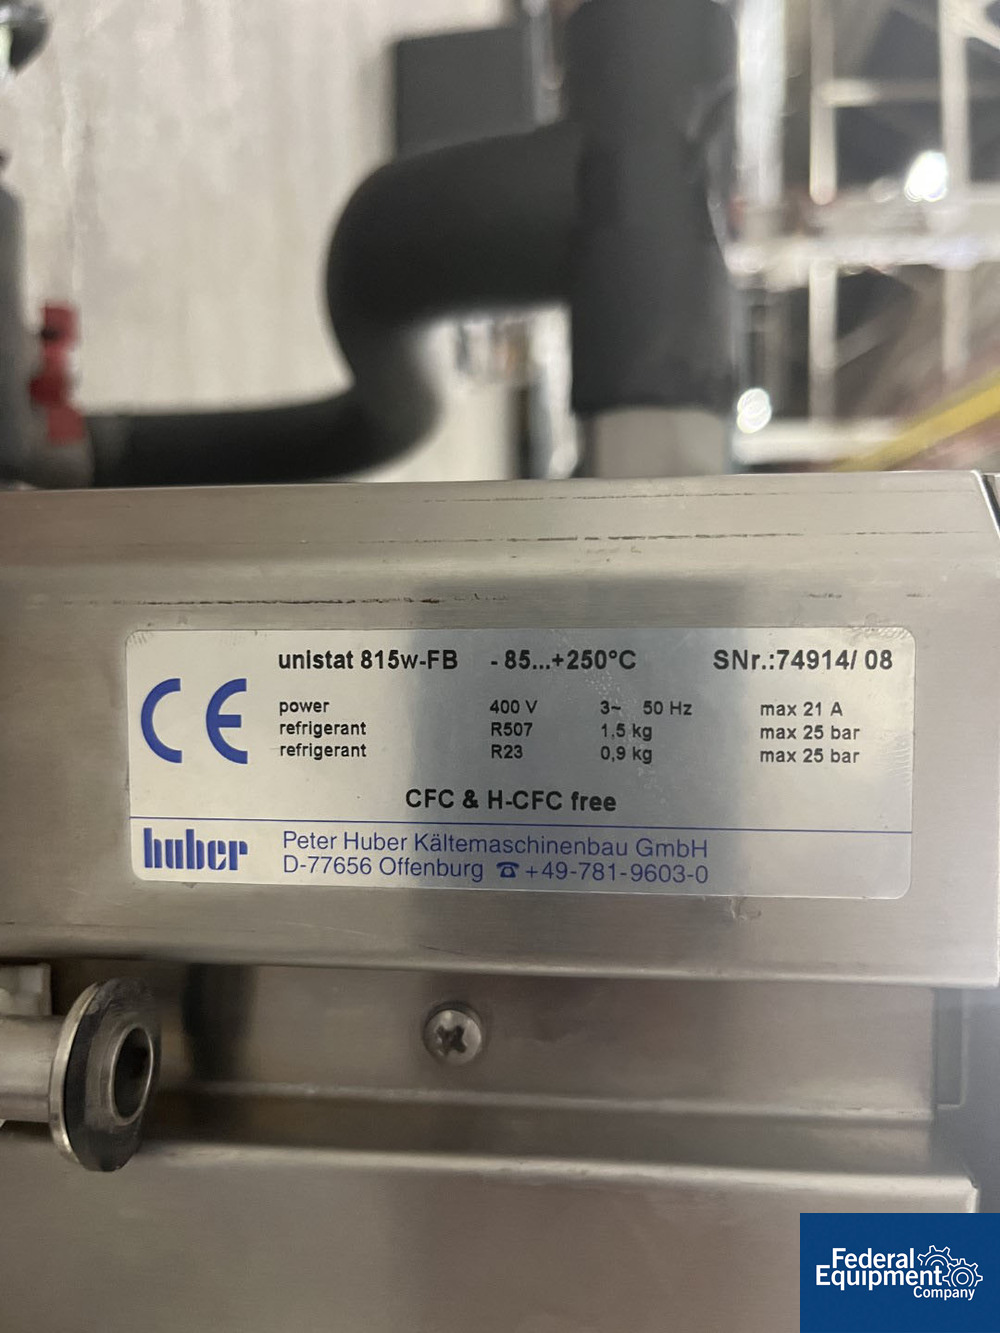 unistat 815w-FB - 85...+250°C SNr.:74914/ 08
CE
power 400 V 3~ 50 Hz max 21 A
refrigerant R507 1,5 kg max 25 bar
refrigerant R23 0,9 kg max 25 bar
CFC & H-CFC free
huber
Peter Huber Kältemaschinenbau GmbH
D-77656 Offenburg ☎ +49-781-9603-0
Federal
Equipment
Company